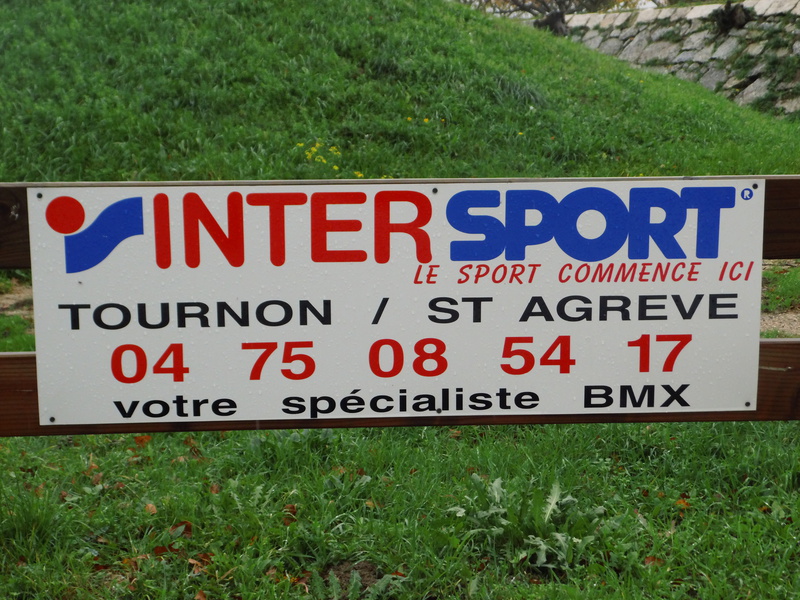 INTERSPORT®
LE SPORT COMMENCE ICI
TOURNON / ST AGREVE
04 75 08 54 17
votre spécialiste BMX